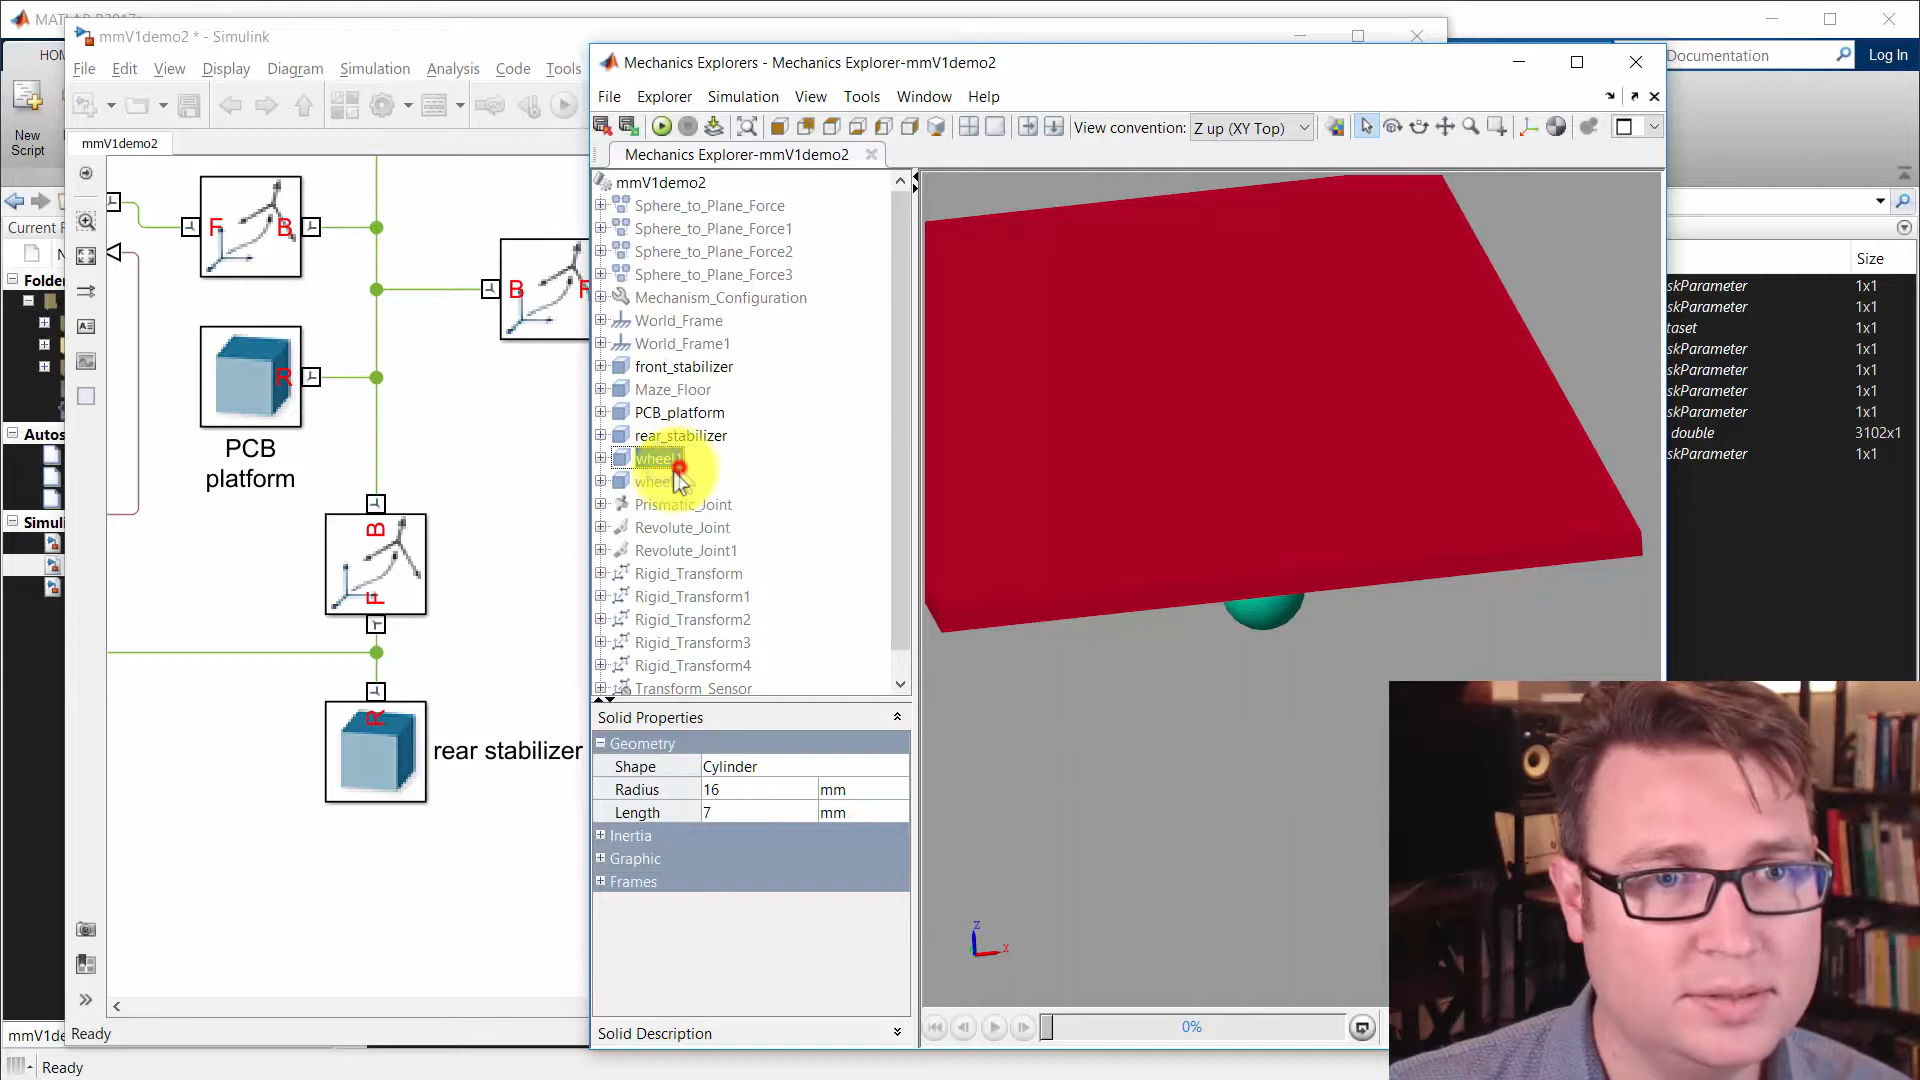 mmV1demo2 * - Simulink
File Edit View Display Diagram Simulation Analysis Code Tools
New
Script
mmV1demo2
F B
B
PCB
platform
R
B
F
R
rear stabilizer
Ready
Ready
Mechanics Explorers - Mechanics Explorer-mmV1demo2
File Explorer Simulation View Tools Window Help
View convention: Z up (XY Top)
Mechanics Explorer-mmV1demo2
mmV1demo2
Sphere_to_Plane_Force
Sphere_to_Plane_Force1
Sphere_to_Plane_Force2
Sphere_to_Plane_Force3
Mechanism_Configuration
World_Frame
World_Frame1
front_stabilizer
Maze_Floor
PCB_platform
rear_stabilizer
wheel1
Prismatic_Joint
Revolute_Joint
Revolute_Joint1
Rigid_Transform
Rigid_Transform1
Rigid_Transform2
Rigid_Transform3
Rigid_Transform4
Transform_Sensor
Solid Properties
Geometry
Shape Cylinder
Radius 16 mm
Length 7 mm
Inertia
Graphic
Frames
Solid Description
z
x
0%
Documentation
Log In
Size
skParameter 1x1
skParameter 1x1
taset 1x1
skParameter 1x1
skParameter 1x1
skParameter 1x1
skParameter 1x1
double 3102x1
skParameter 1x1